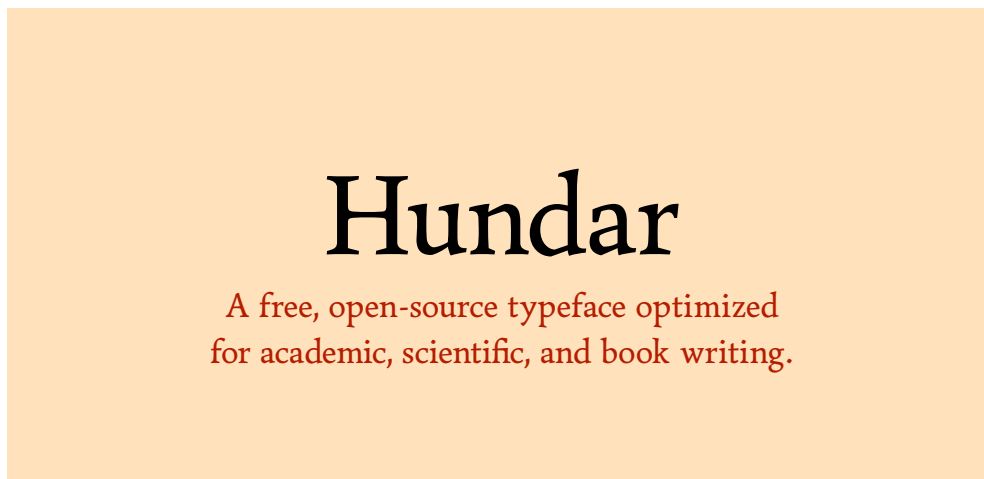 Hundar
A free, open-source typeface optimized
for academic, scientific, and book writing.